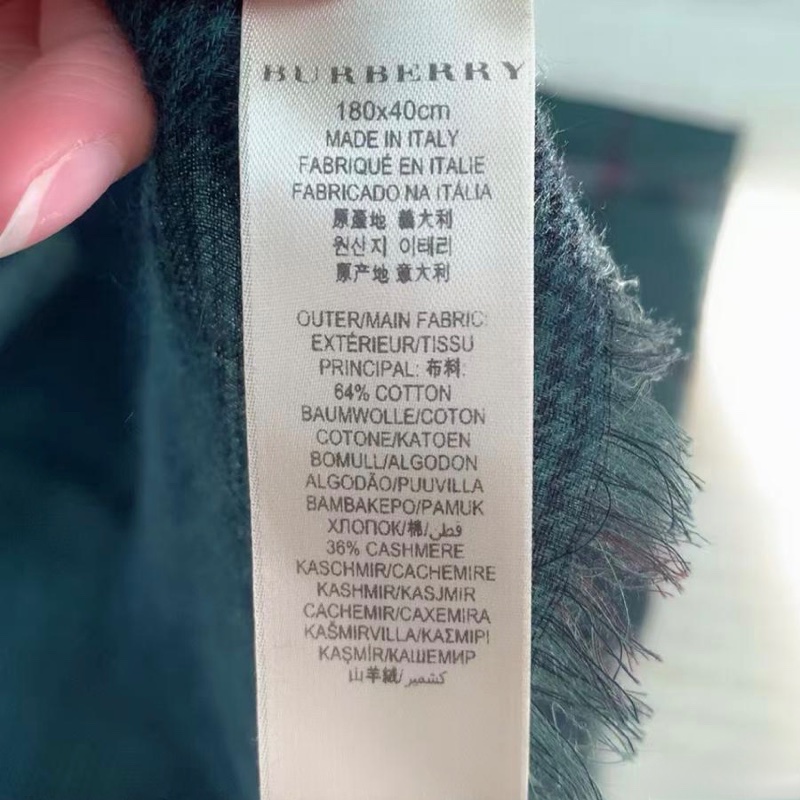 BURBERRY
180x40cm
MADE IN ITALY
FABRIQUÉ EN ITALIE
FABRICADO NA ITÁLIA
原產地 義大利
원산지 이태리
原产地 意大利
OUTER/MAIN FABRIC:
EXTÉRIEUR/TISSU
PRINCIPAL: 布料:
64% COTTON
BAUMWOLLE/COTON
COTONE/KATOEN
BOMULL/ALGODON
ALGODÃO/PUUVILLA
BAMBAKEPO/PAMUK
ХЛОПОК/棉/قطن
36% CASHMERE
KASCHMIR/CACHEMIRE
KASHMIR/KASJMIR
CACHEMIR/CAXEMIRA
KAŠMIRVILLA/ΚΑΣΜΙΡΙ
KAŞMİR/КАШЕМИР
山羊絨/كشمير